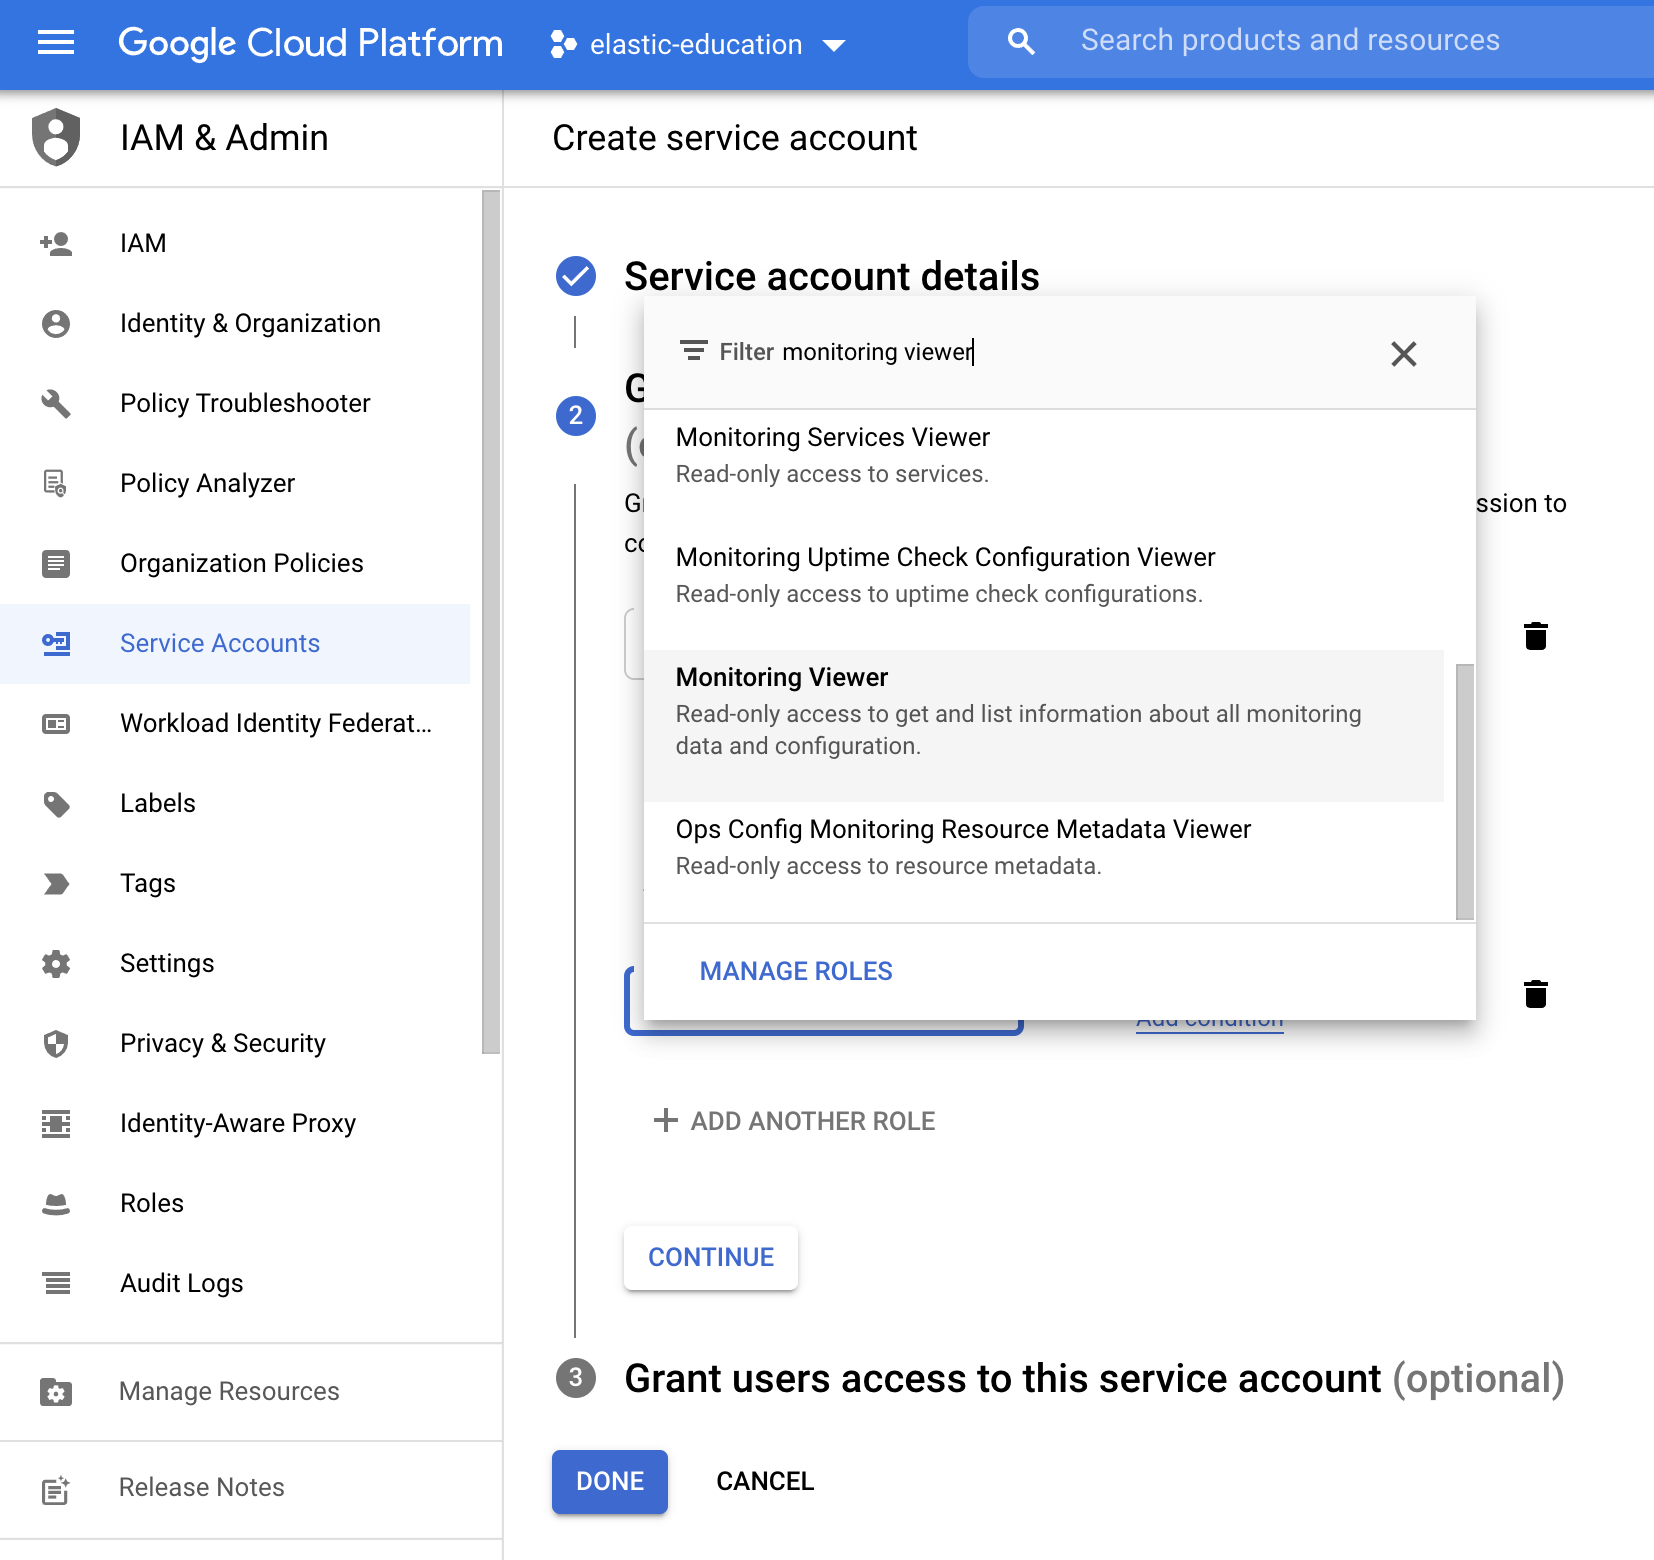 Google Cloud Platform
elastic-education
Search products and resources
IAM & Admin
Create service account
IAM
Identity & Organization
Policy Troubleshooter
Policy Analyzer
Organization Policies
Service Accounts
Workload Identity Federat...
Labels
Tags
Settings
Privacy & Security
Identity-Aware Proxy
Roles
Audit Logs
Manage Resources
Release Notes
Service account details
Filter monitoring viewer
2
Monitoring Services Viewer
Read-only access to services.
ssion to
Monitoring Uptime Check Configuration Viewer
Read-only access to uptime check configurations.
Monitoring Viewer
Read-only access to get and list information about all monitoring
data and configuration.
Ops Config Monitoring Resource Metadata Viewer
Read-only access to resource metadata.
MANAGE ROLES
Add condition
ADD ANOTHER ROLE
CONTINUE
3 Grant users access to this service account (optional)
DONE CANCEL